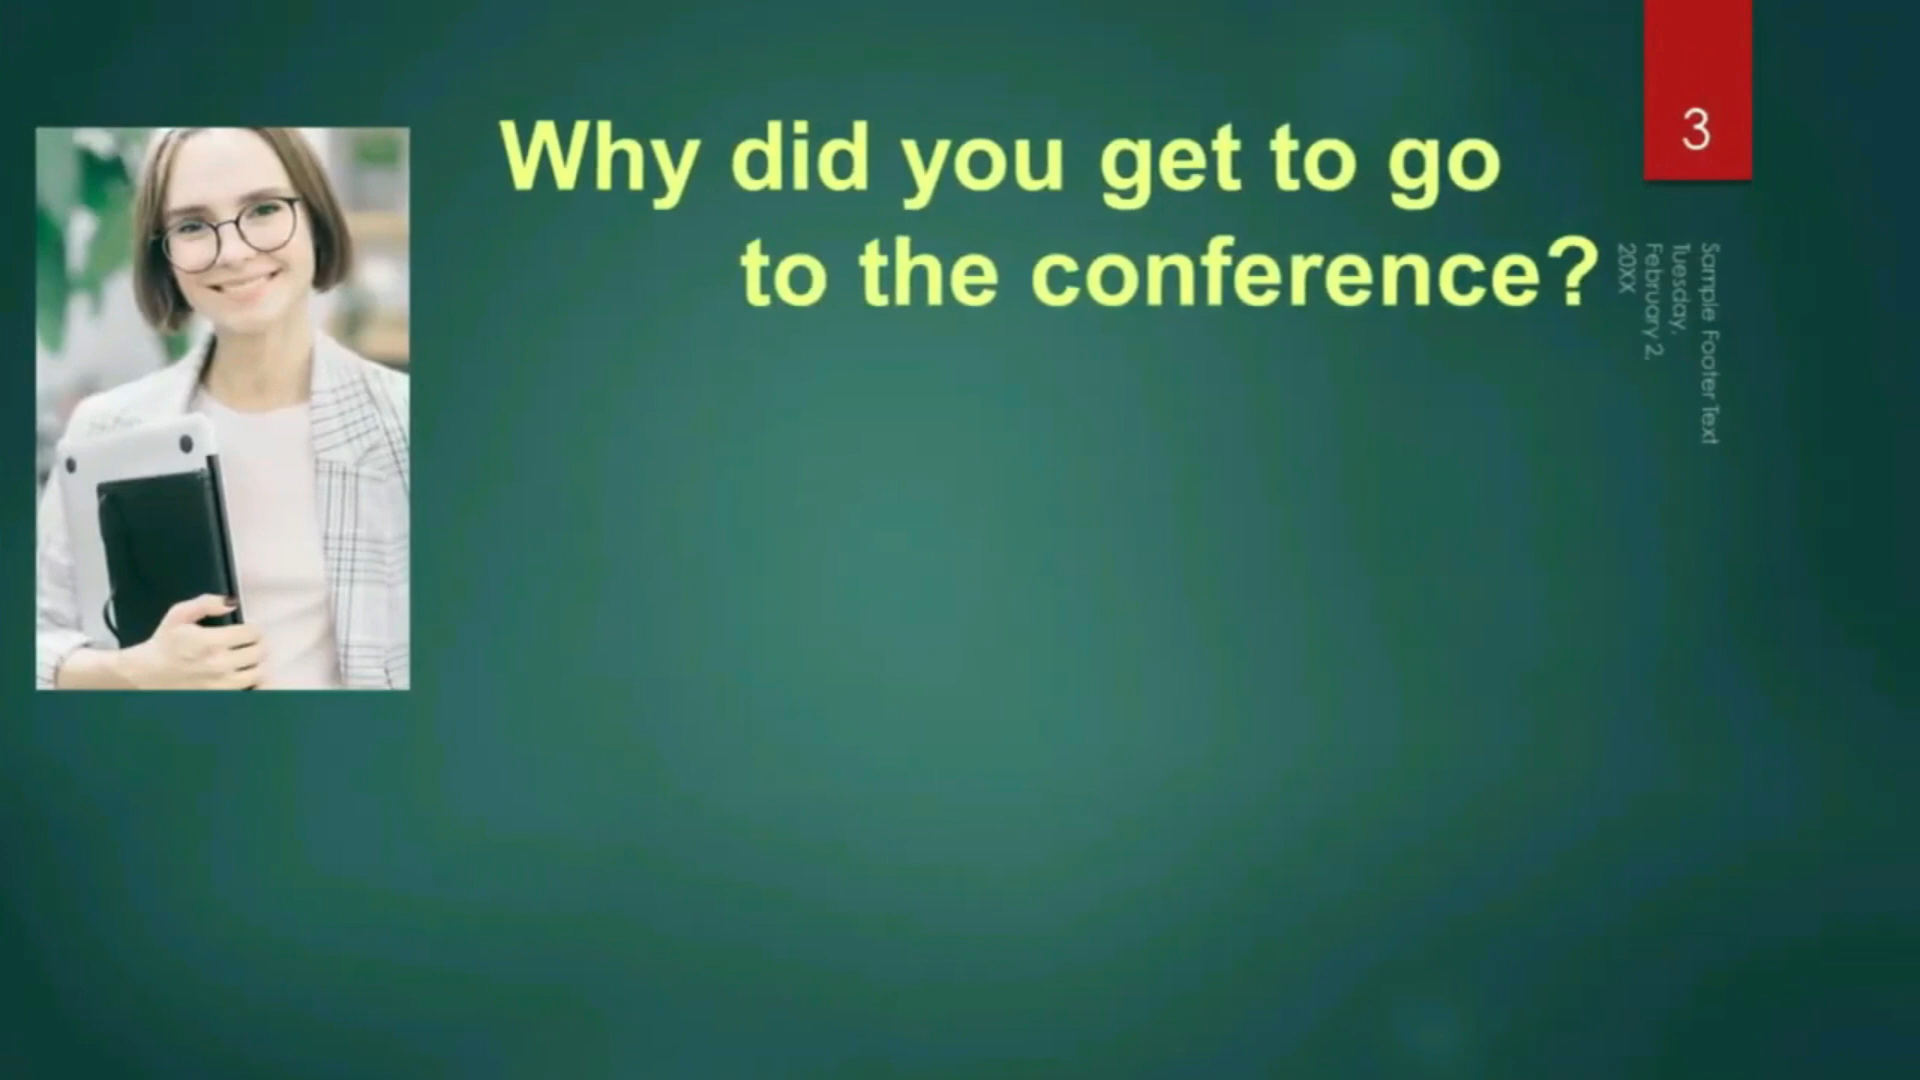 Why did you get to go
to the conference?
3
Sample Footer Text
Tuesday,
February 2,
20XX